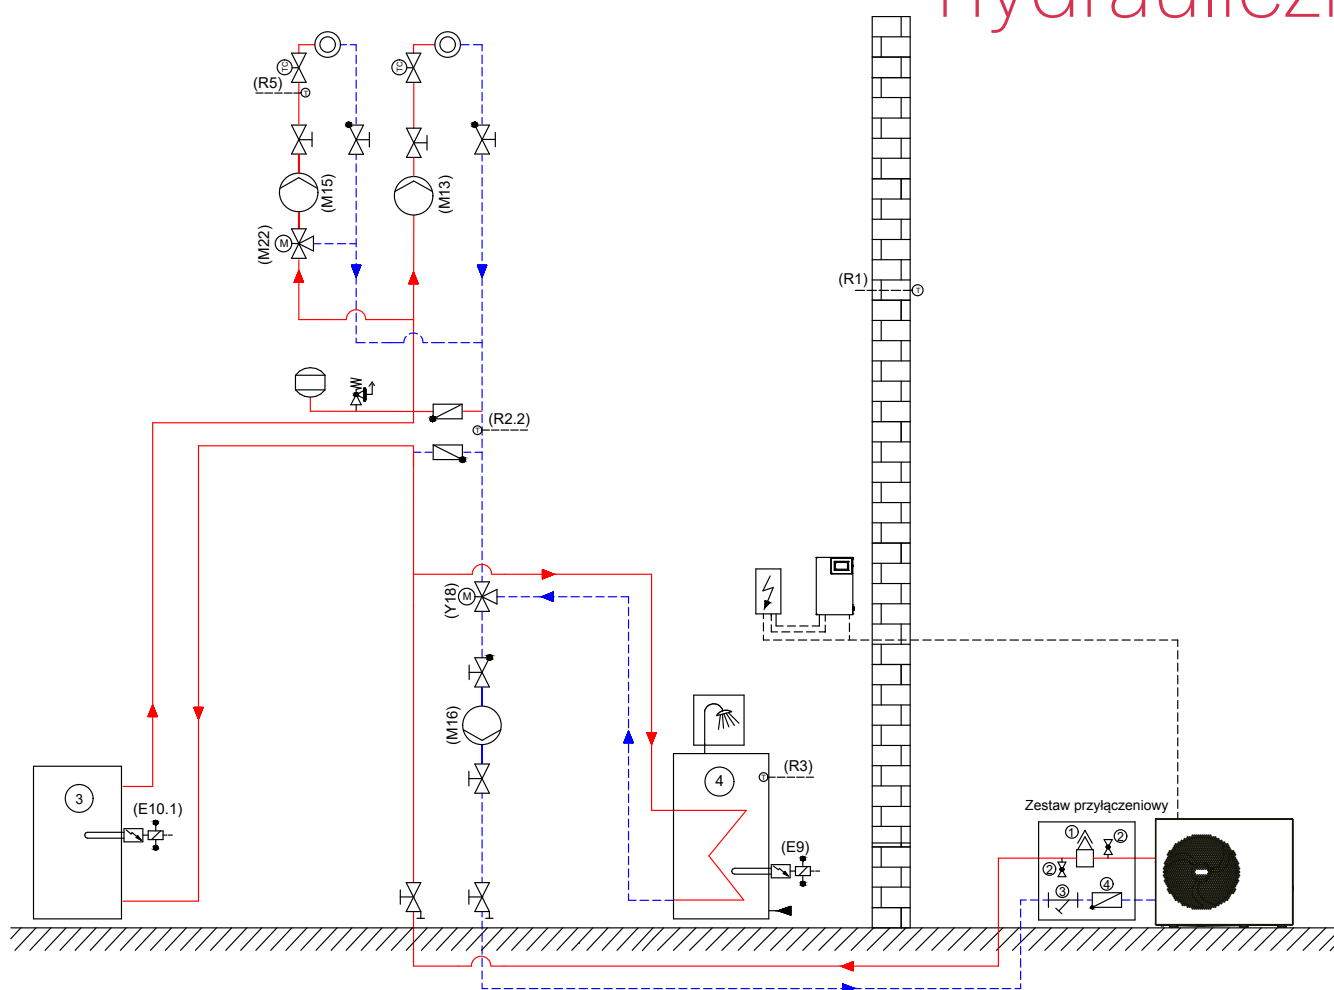 hydraulicz
TC
TC
(R5)
T
(M15)
(M13)
(M22)
M
(R1)
T
(R2.2)
T
(Y18)
M
(M16)
(R3)
T
3
4
(E10.1)
(E9)
Zestaw przyłączeniowy
1
2
2
3
4